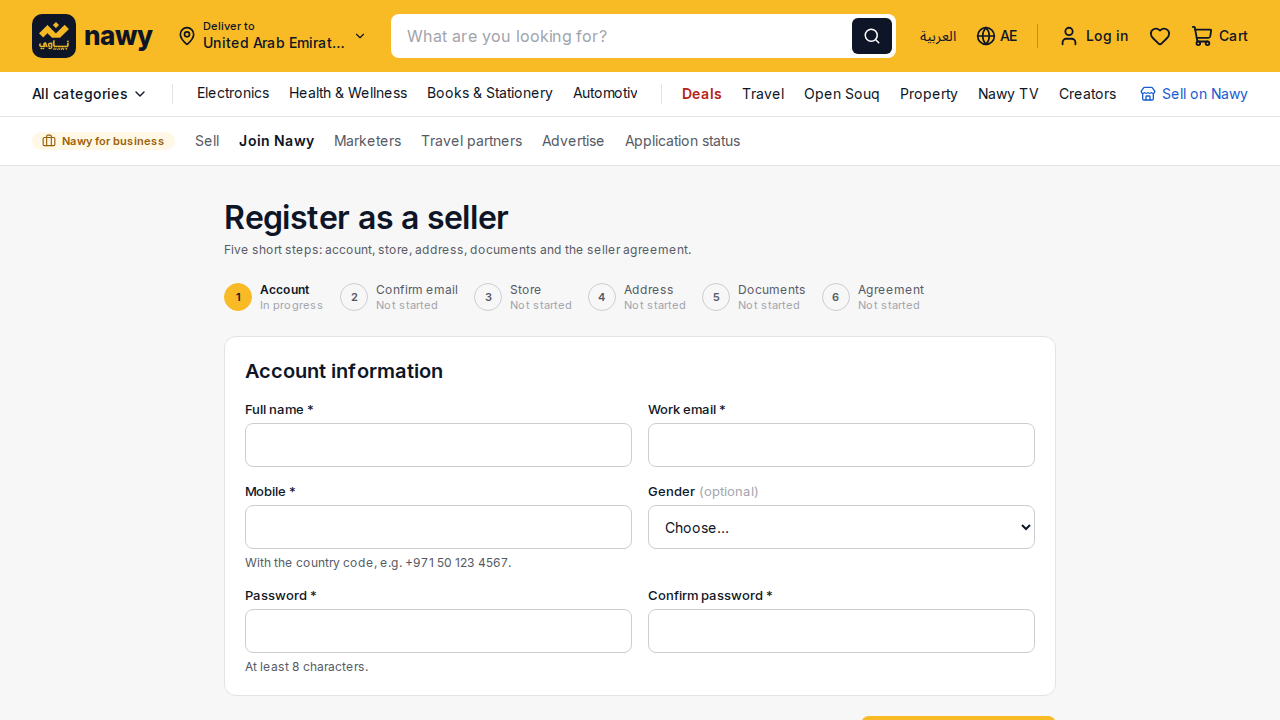 ناوي
NAWY
nawy
Deliver to
United Arab Emirat...
What are you looking for?
العربية
AE
Log in
Cart
All categories
Electronics
Health & Wellness
Books & Stationery
Automotiv
Deals
Travel
Open Souq
Property
Nawy TV
Creators
Sell on Nawy
Nawy for business
Sell
Join Nawy
Marketers
Travel partners
Advertise
Application status
Register as a seller
Five short steps: account, store, address, documents and the seller agreement.
1 Account
In progress
2 Confirm email
Not started
3 Store
Not started
4 Address
Not started
5 Documents
Not started
6 Agreement
Not started
Account information
Full name *
Work email *
Mobile *
Gender (optional)
Choose...
With the country code, e.g. +971 50 123 4567.
Password *
Confirm password *
At least 8 characters.